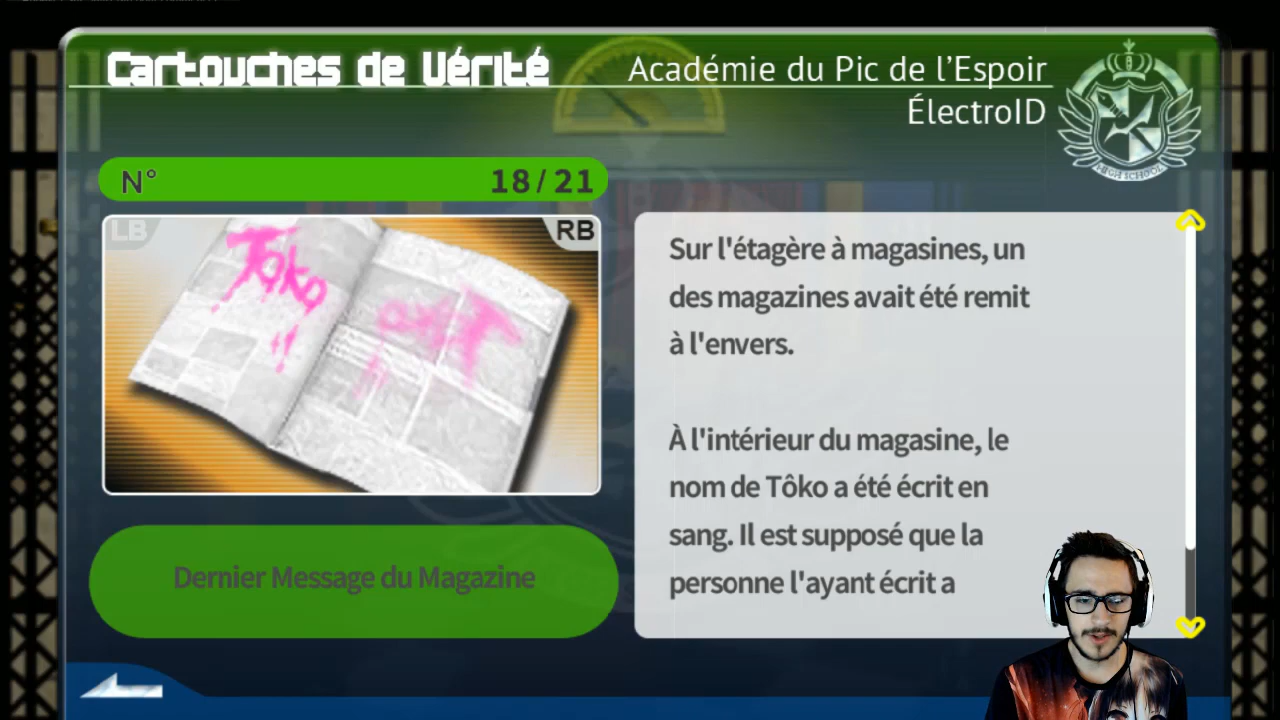 Cartouches de Vérité
Académie du Pic de l'Espoir
ÉlectroID
N°
18/21
LB
RB
Tôko
Dernier Message du Magazine
Sur l'étagère à magasines, un
des magazines avait été remit
à l'envers.
À l'intérieur du magasine, le
nom de Tôko a été écrit en
sang. Il est supposé que la
personne l'ayant écrit a
HIGH SCHOOL